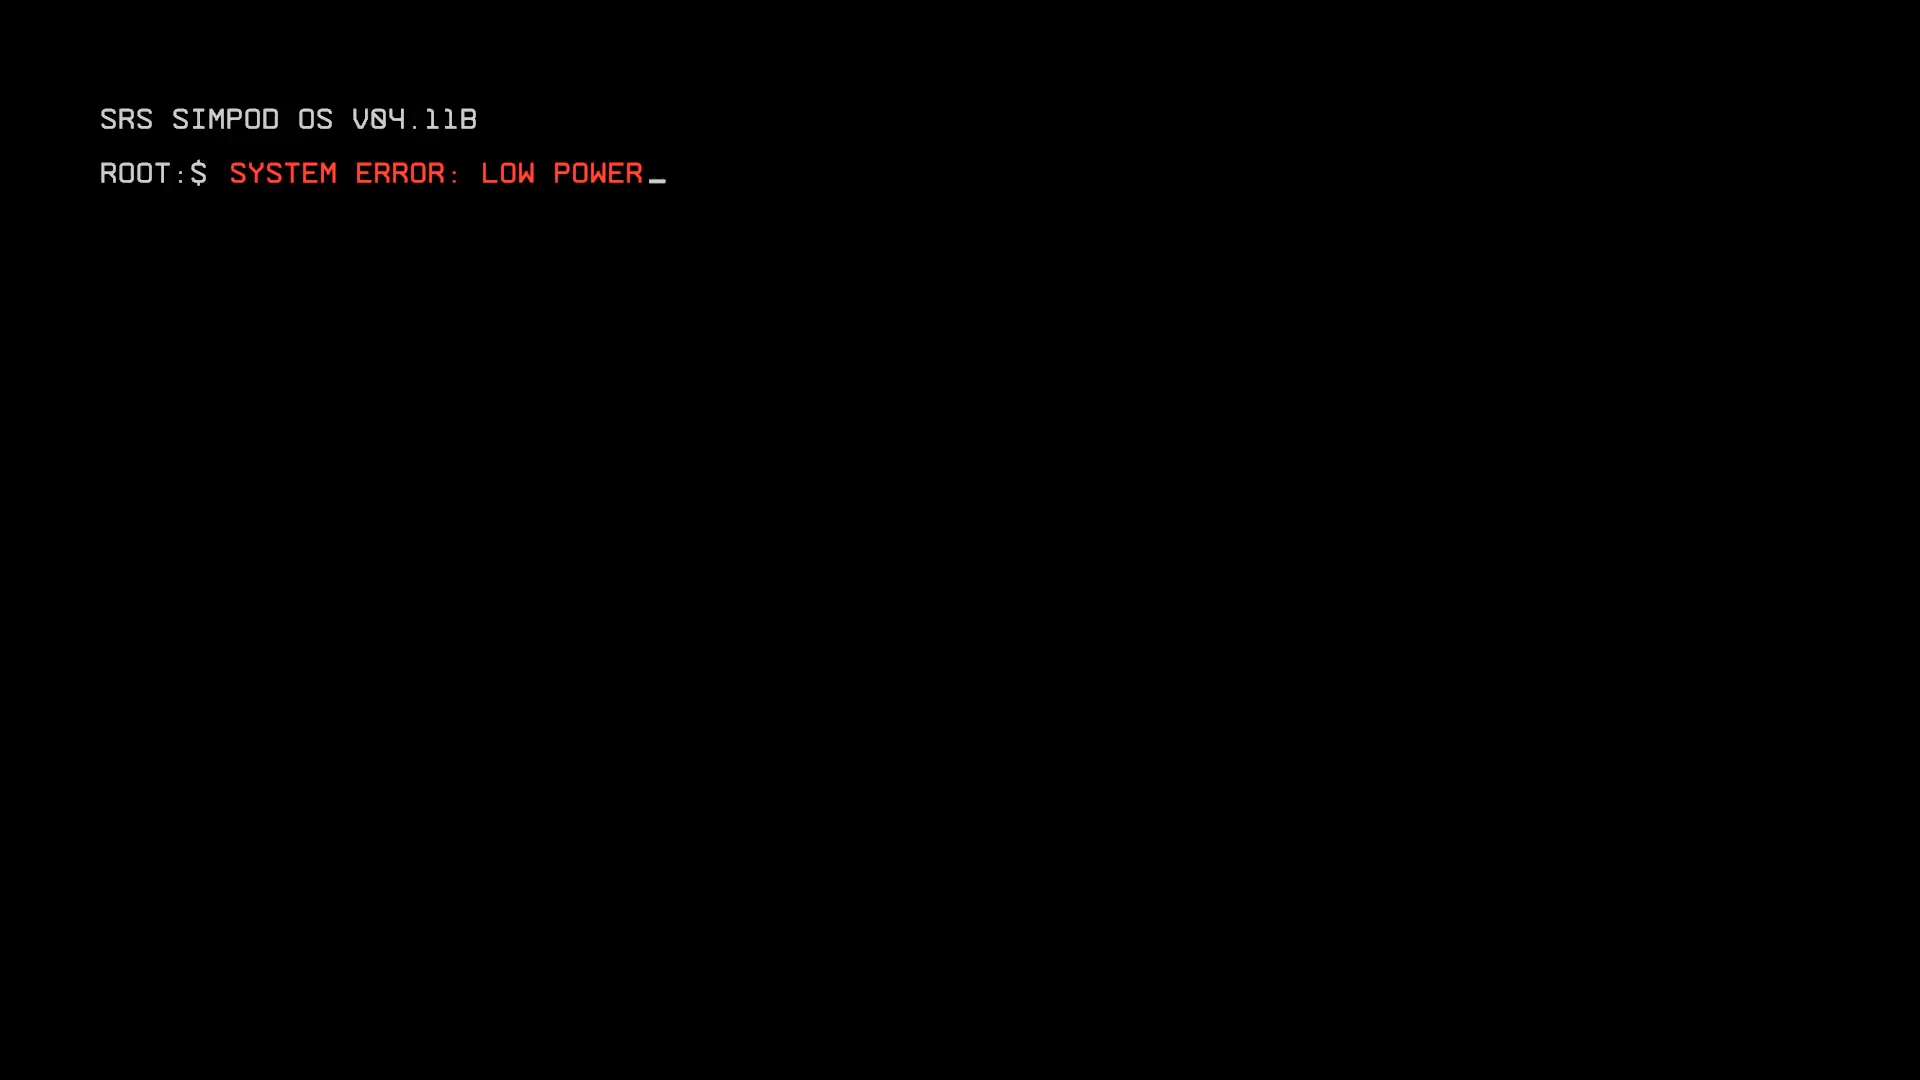 SRS SIMPOD OS V04.11B
ROOT:$ SYSTEM ERROR: LOW POWER_